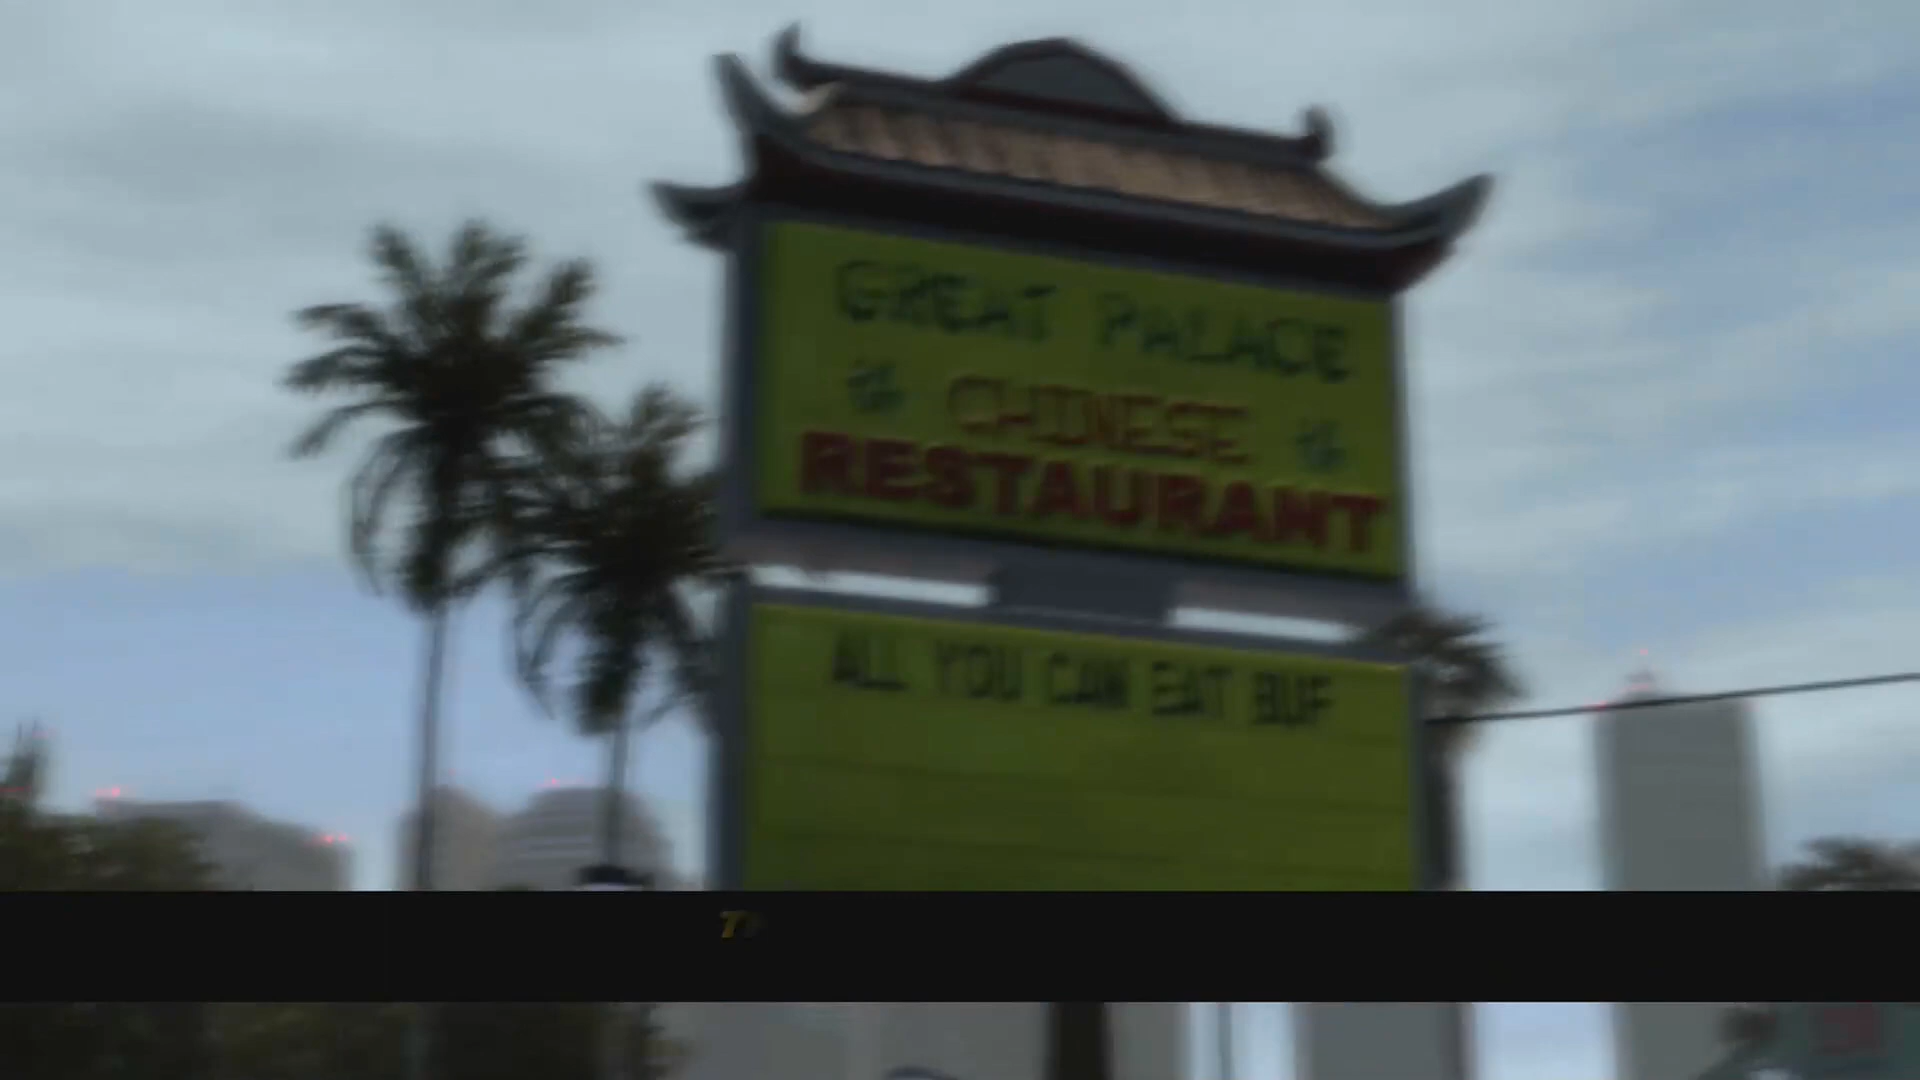 GREAT PALACE
CHINESE
RESTAURANT
ALL YOU CAN EAT BUF